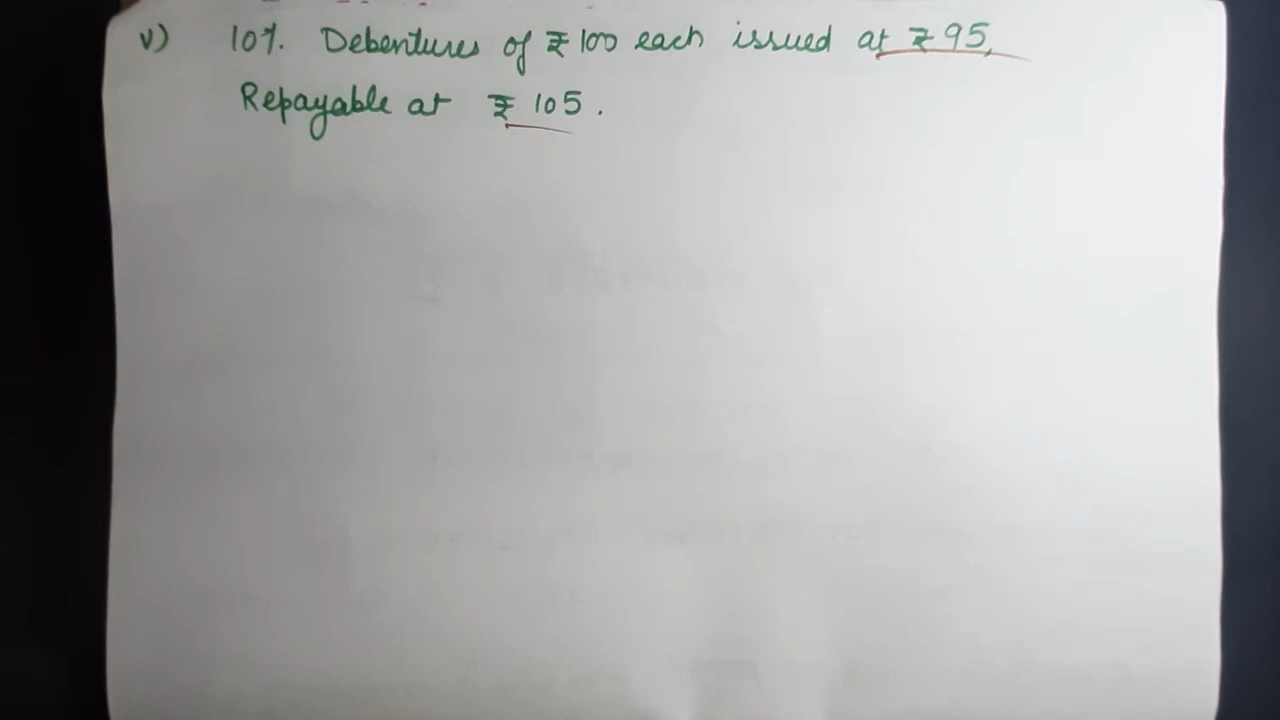 v) 10%. Debentures of ₹ 100 each issued at ₹ 95,
Repayable at ₹ 105.